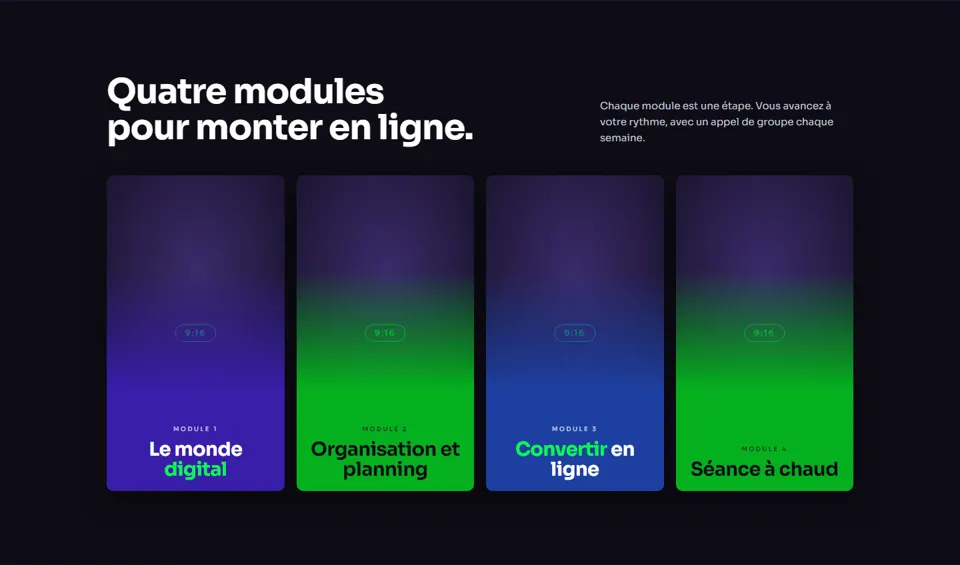 Quatre modules
pour monter en ligne.
Chaque module est une étape. Vous avancez à
votre rythme, avec un appel de groupe chaque
semaine.
9:16
MODULE 1
Le monde
digital
9:16
MODULE 2
Organisation et
planning
9:16
MODULE 3
Convertir en
ligne
9:16
MODULE 4
Séance à chaud